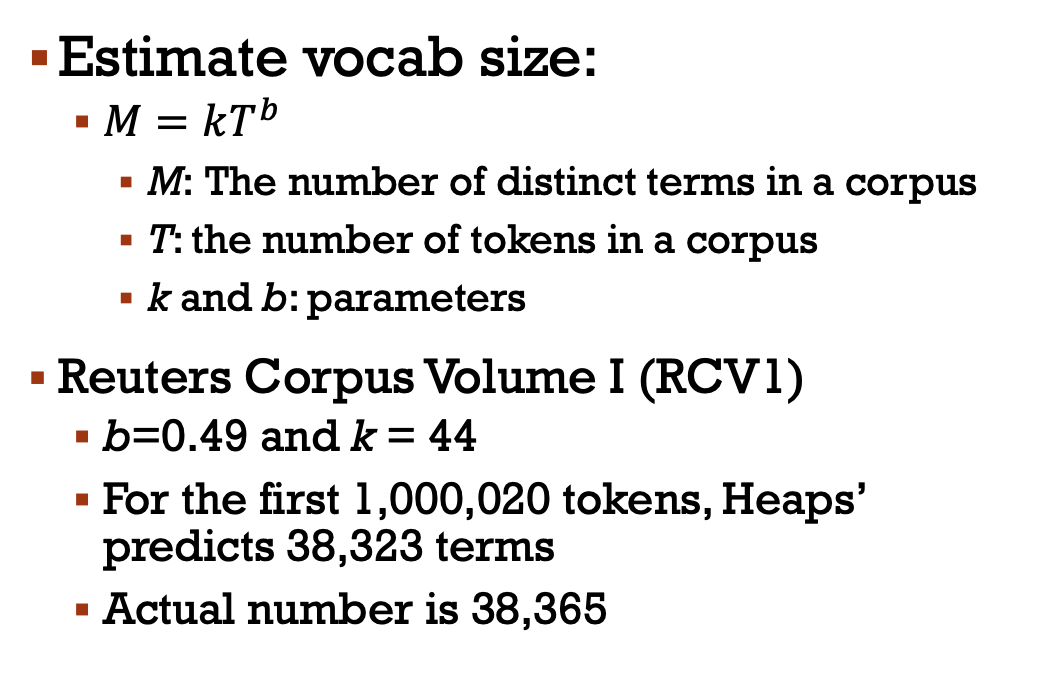 ▪ Estimate vocab size:
▪ M = kTᵇ
▪ M: The number of distinct terms in a corpus
▪ T: the number of tokens in a corpus
▪ k and b: parameters
▪ Reuters Corpus Volume I (RCV1)
▪ b=0.49 and k = 44
▪ For the first 1,000,020 tokens, Heaps’
predicts 38,323 terms
▪ Actual number is 38,365